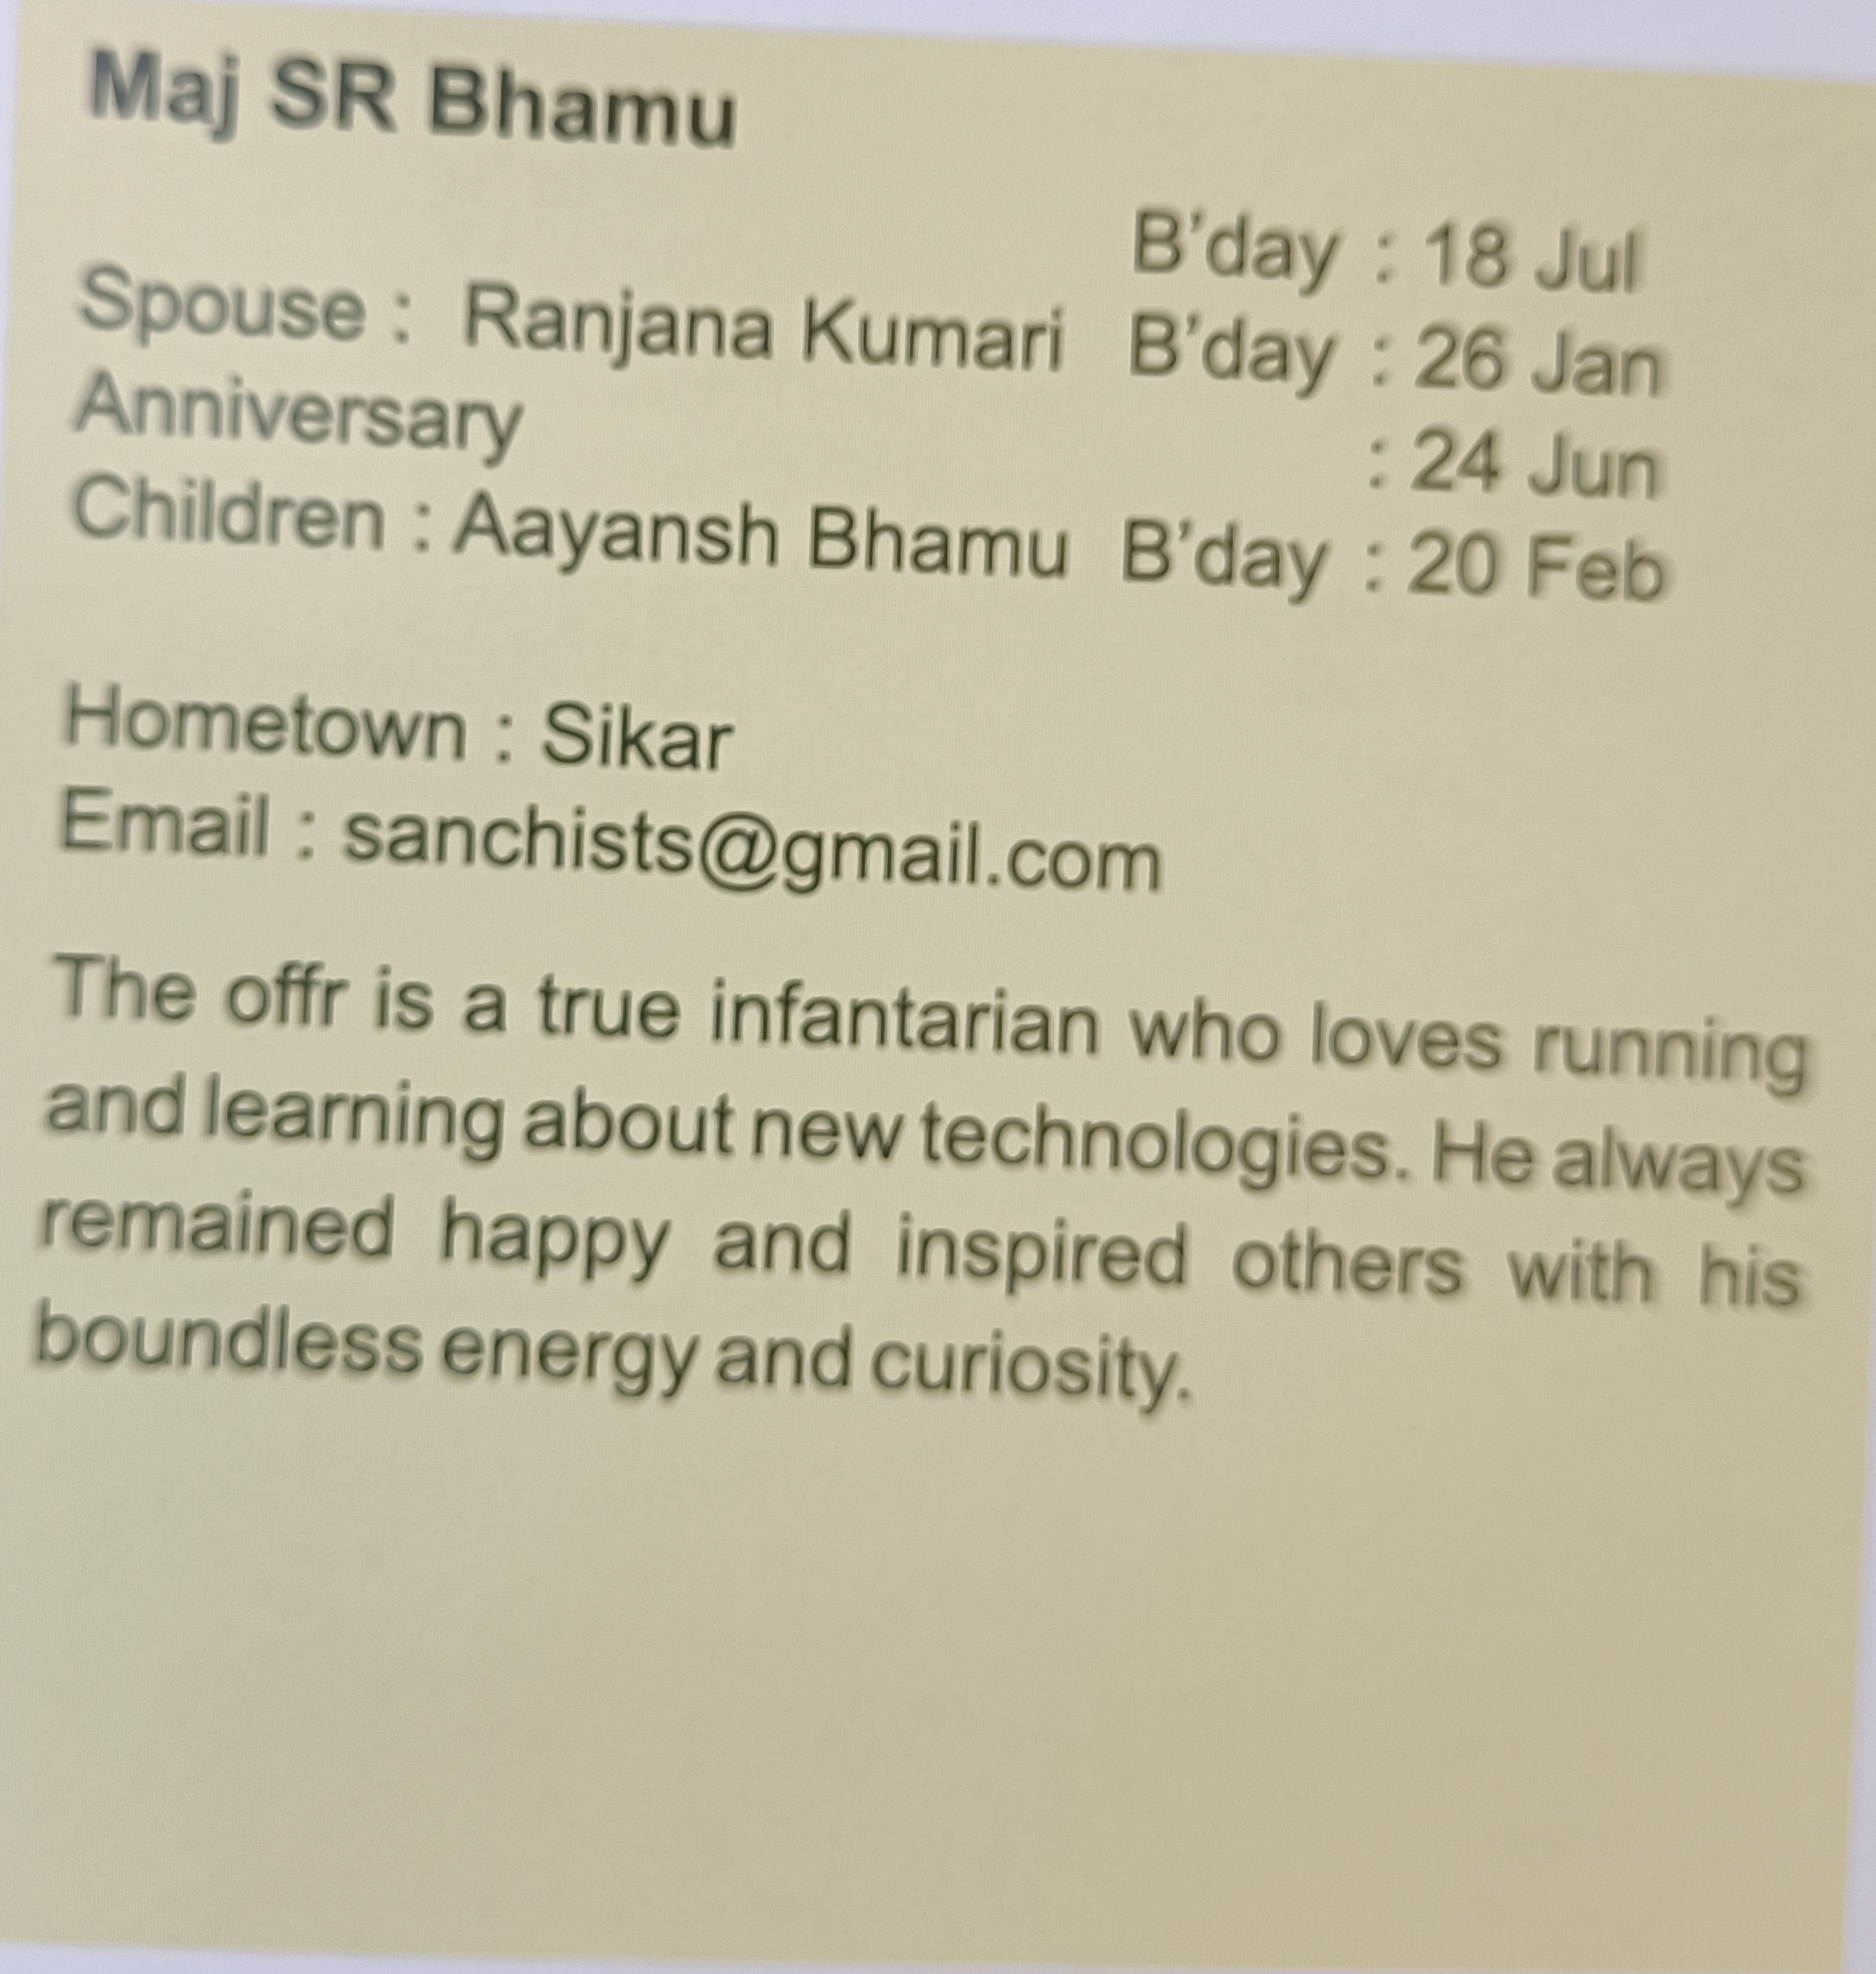 Maj SR Bhamu
B'day : 18 Jul
Spouse : Ranjana Kumari B'day : 26 Jan
Anniversary : 24 Jun
Children : Aayansh Bhamu B'day : 20 Feb
Hometown : Sikar
Email : sanchists@gmail.com
The offr is a true infantarian who loves running
and learning about new technologies. He always
remained happy and inspired others with his
boundless energy and curiosity.